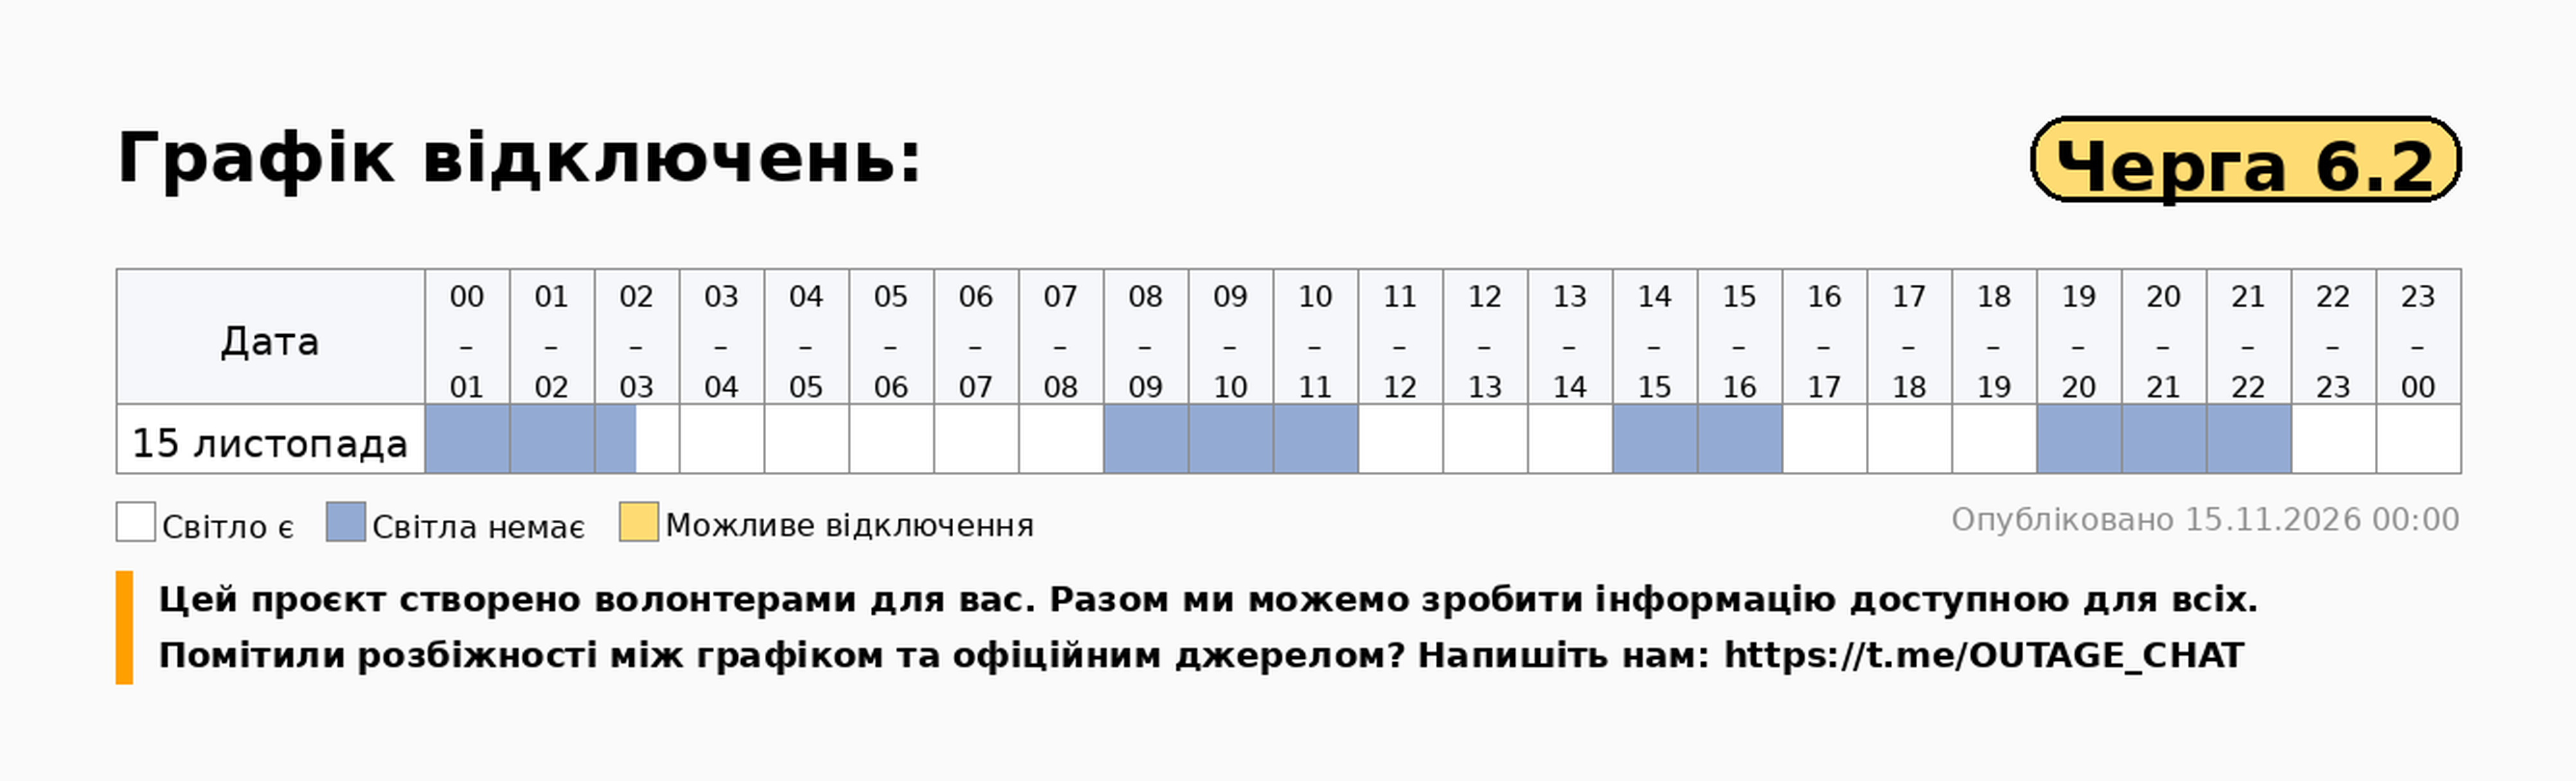 Графік відключень:
Черга 6.2
Дата 00 – 01 01 – 02 02 – 03 03 – 04 04 – 05 05 – 06 06 – 07 07 – 08 08 – 09 09 – 10 10 – 11 11 – 12 12 – 13 13 – 14 14 – 15 15 – 16 16 – 17 17 – 18 18 – 19 19 – 20 20 – 21 21 – 22 22 – 23 23 – 00
15 листопада
Світло є Світла немає Можливе відключення
Опубліковано 15.11.2026 00:00
Цей проєкт створено волонтерами для вас. Разом ми можемо зробити інформацію доступною для всіх.
Помітили розбіжності між графіком та офіційним джерелом? Напишіть нам: https://t.me/OUTAGE_CHAT